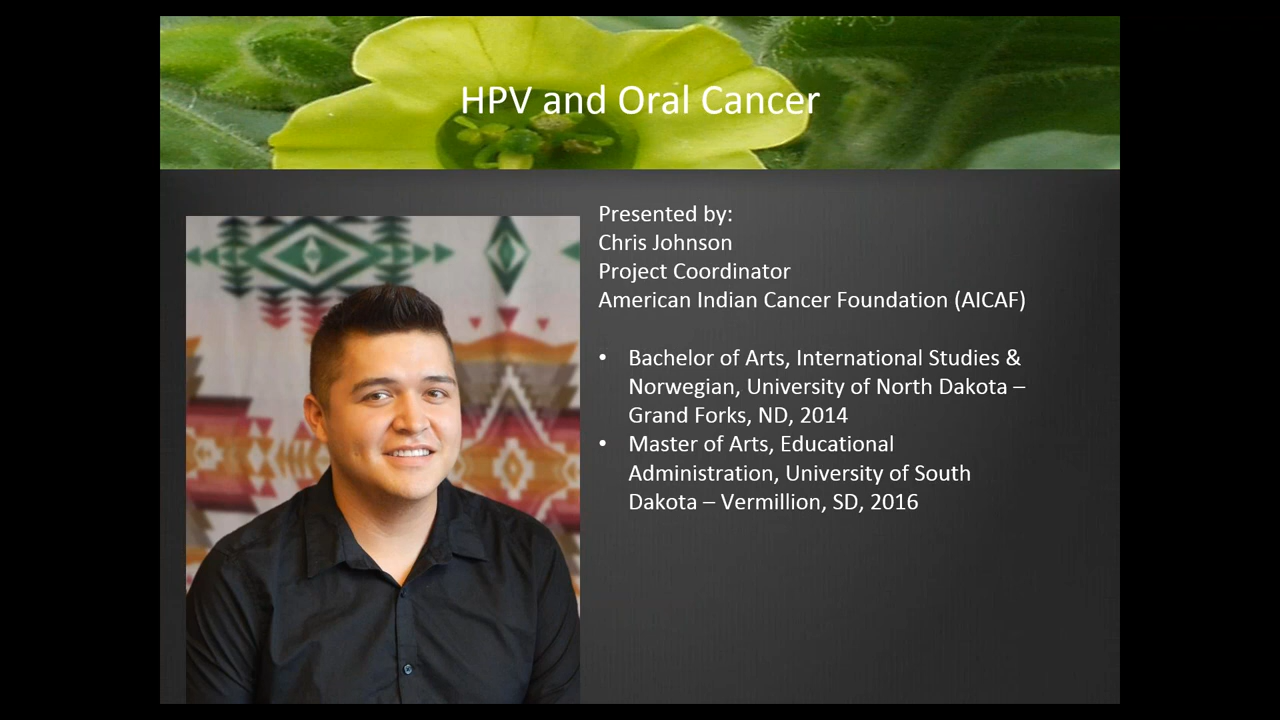 HPV and Oral Cancer
Presented by:
Chris Johnson
Project Coordinator
American Indian Cancer Foundation (AICAF)
• Bachelor of Arts, International Studies &
Norwegian, University of North Dakota –
Grand Forks, ND, 2014
• Master of Arts, Educational
Administration, University of South
Dakota – Vermillion, SD, 2016